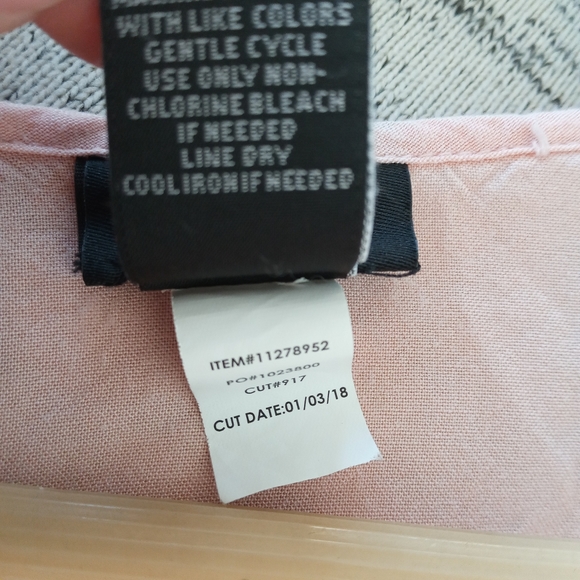 WITH LIKE COLORS
GENTLE CYCLE
USE ONLY NON-
CHLORINE BLEACH
IF NEEDED
LINE DRY
COOL IRON IF NEEDED
ITEM#11278952
PO#1023800
CUT#917
CUT DATE:01/03/18